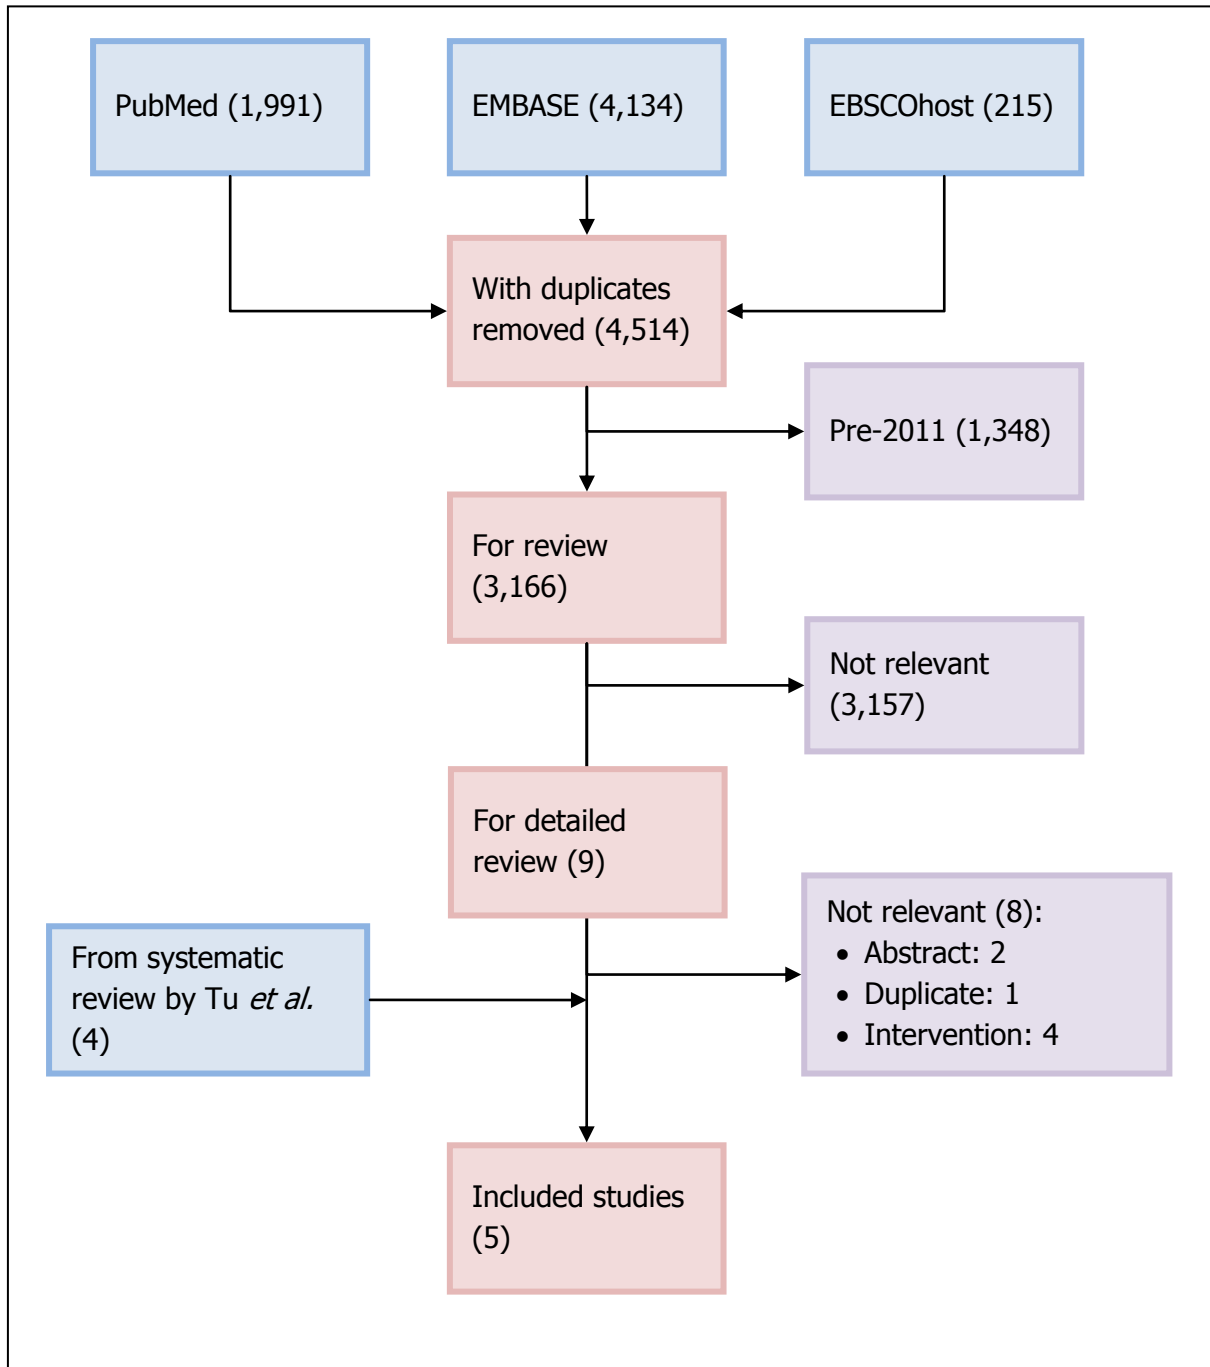 PubMed (1,991)
EMBASE (4,134)
EBSCOhost (215)
With duplicates
removed (4,514)
Pre-2011 (1,348)
For review
(3,166)
Not relevant
(3,157)
For detailed
review (9)
From systematic
review by Tu et al.
(4)
Not relevant (8):
• Abstract: 2
• Duplicate: 1
• Intervention: 4
Included studies
(5)